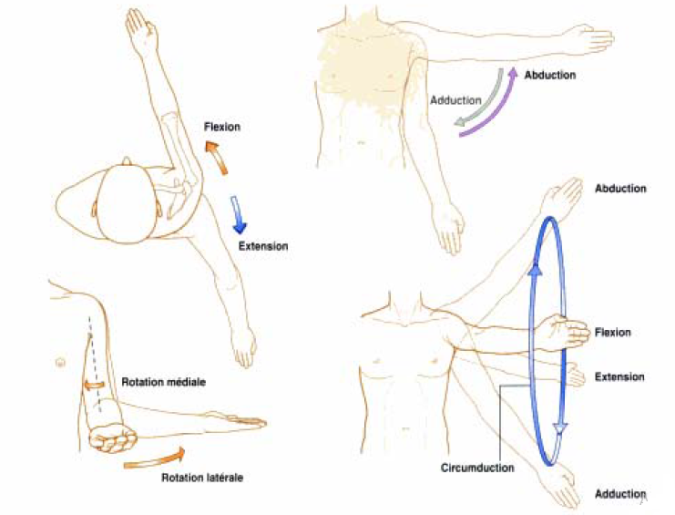 Flexion
Extension
Adduction
Abduction
Rotation médiale
Rotation latérale
Abduction
Flexion
Extension
Circumduction
Adduction